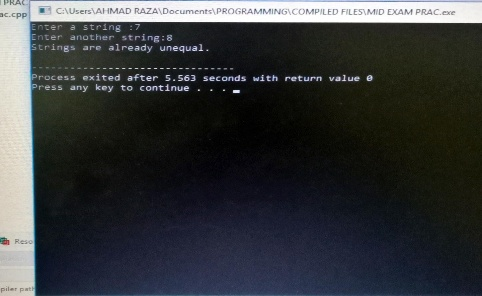 PRAC
ac.cpp
C:\Users\AHMAD RAZA\Documents\PROGRAMMING\COMPILED FILES\MID EXAM PRAC.exe
Enter a string :7
Enter another string:8
Strings are already unequal.
--------------------------------
Process exited after 5.563 seconds with return value 0
Press any key to continue . . .
Reso
piler path